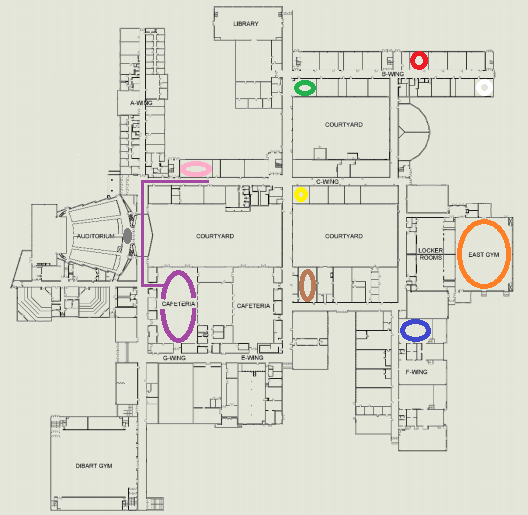 LIBRARY
B-WING
A-WING
COURTYARD
C-WING
AUDITORIUM
COURTYARD
COURTYARD
LOCKER
ROOMS
EAST GYM
CAFETERIA
CAFETERIA
G-WING
E-WING
F-WING
DIBART GYM